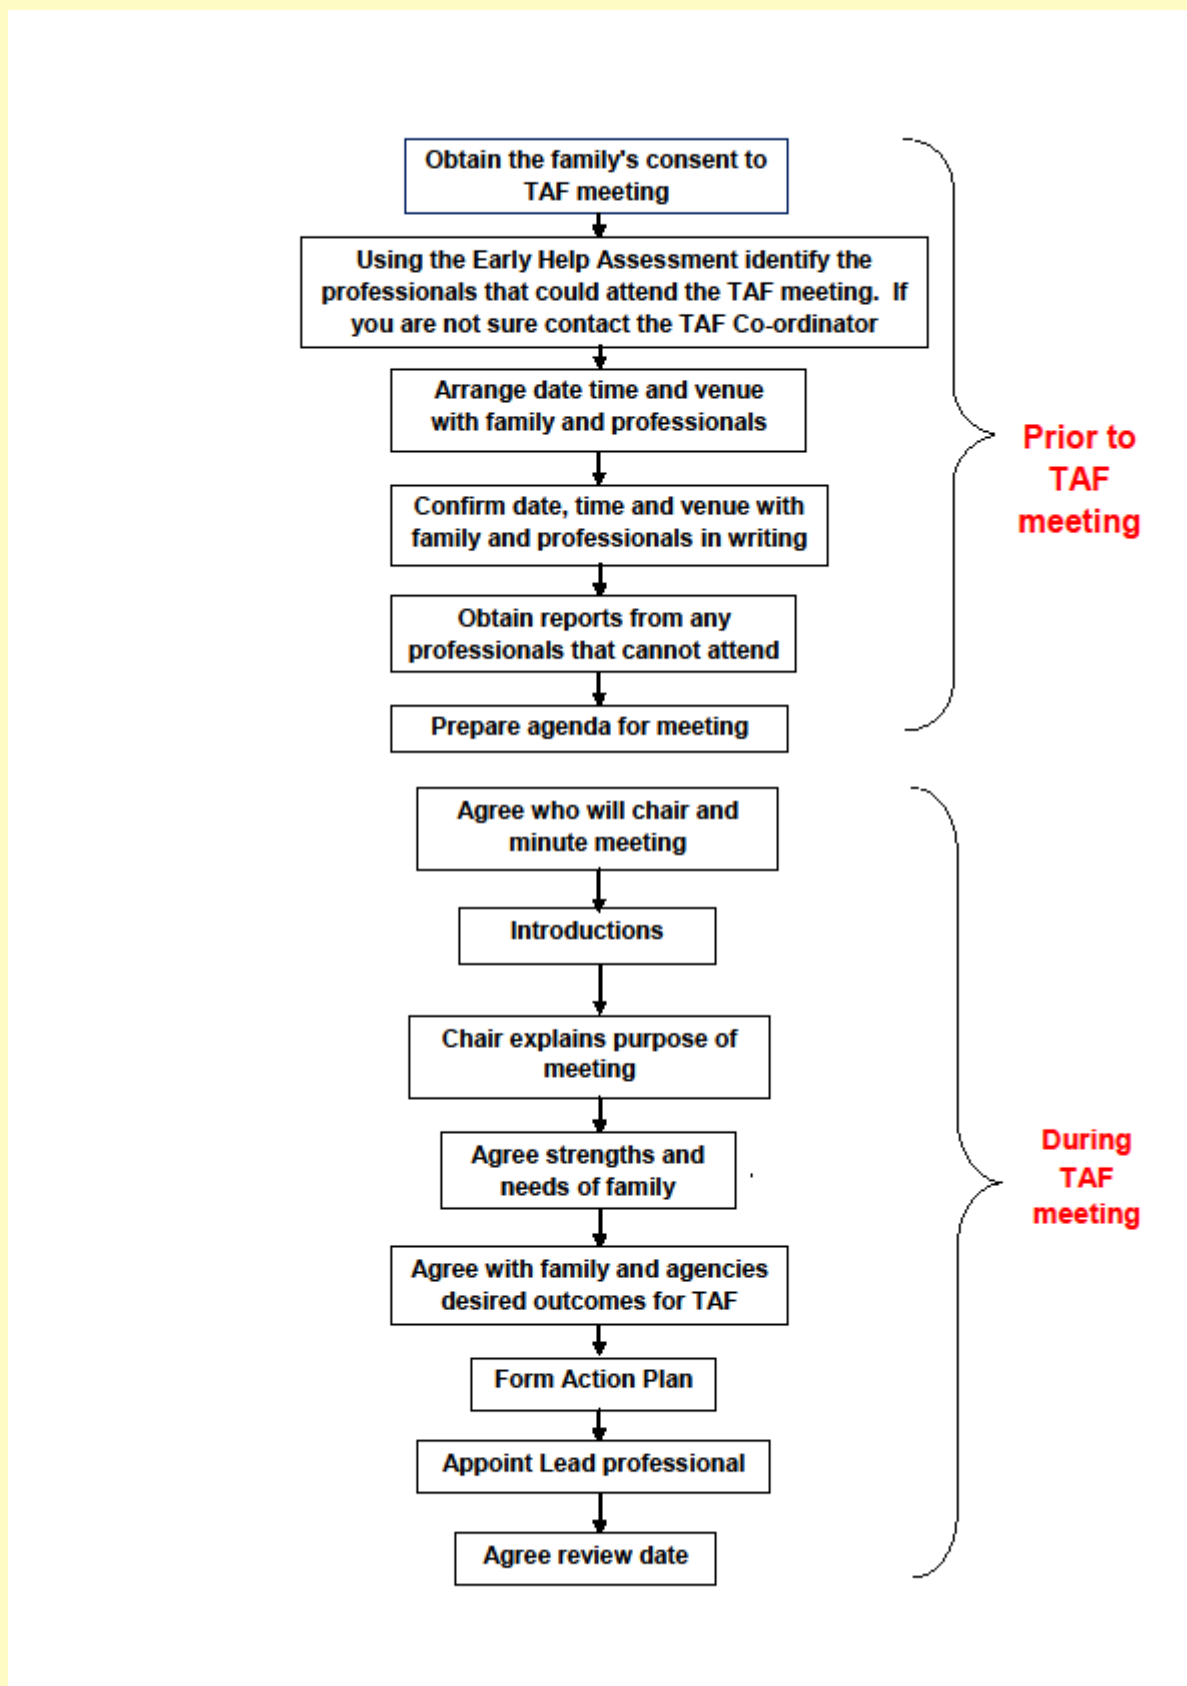 Obtain the family's consent to
TAF meeting
Using the Early Help Assessment identify the
professionals that could attend the TAF meeting.  If
you are not sure contact the TAF Co-ordinator
Arrange date time and venue
with family and professionals
Confirm date, time and venue with
family and professionals in writing
Obtain reports from any
professionals that cannot attend
Prepare agenda for meeting
Prior to
TAF
meeting
Agree who will chair and
minute meeting
Introductions
Chair explains purpose of
meeting
Agree strengths and
needs of family
Agree with family and agencies
desired outcomes for TAF
Form Action Plan
Appoint Lead professional
Agree review date
During
TAF
meeting